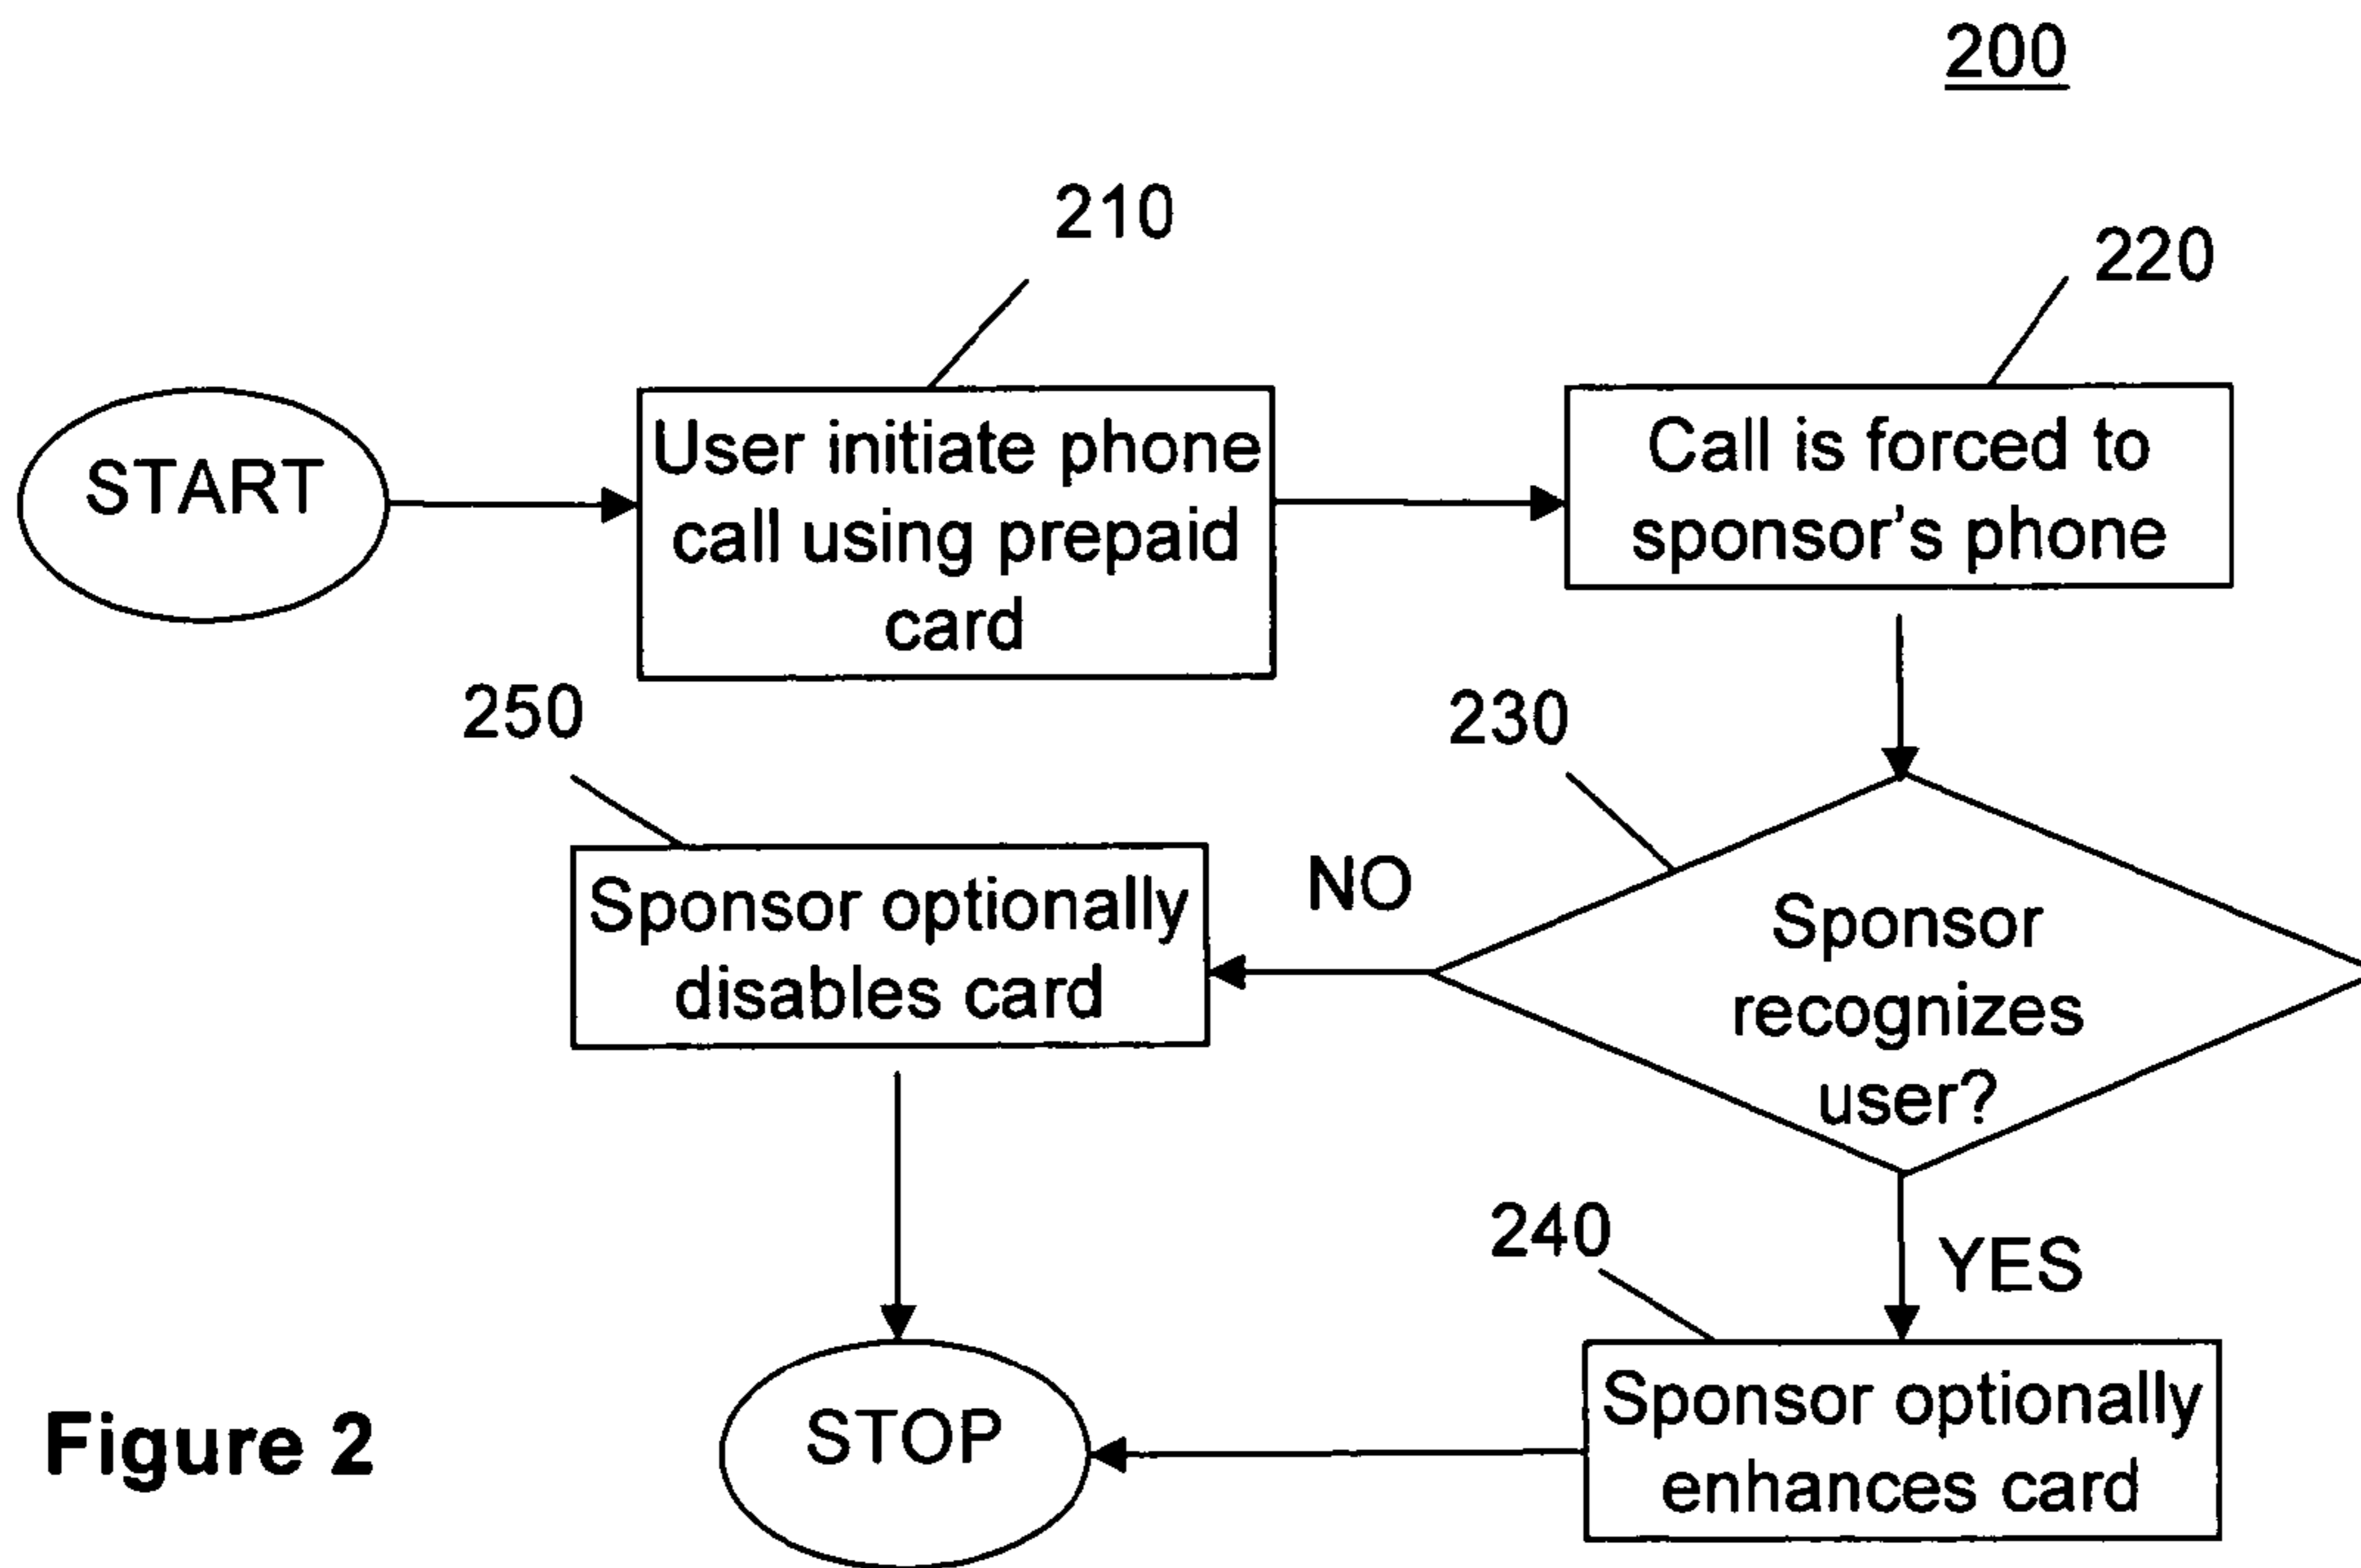 200
210
220
START
User initiate phone
call using prepaid
card
Call is forced to
sponsor's phone
250
230
Sponsor optionally
disables card
NO
Sponsor
recognizes
user?
240
YES
Sponsor optionally
enhances card
STOP
Figure 2